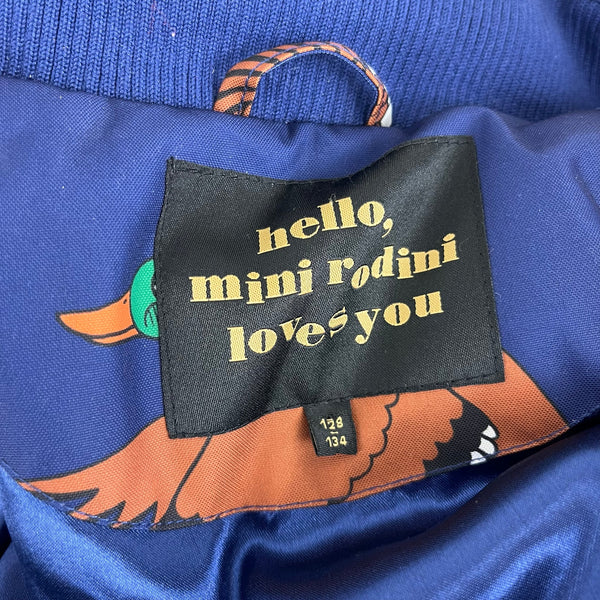 hello,
mini rodini
loves you
128
134